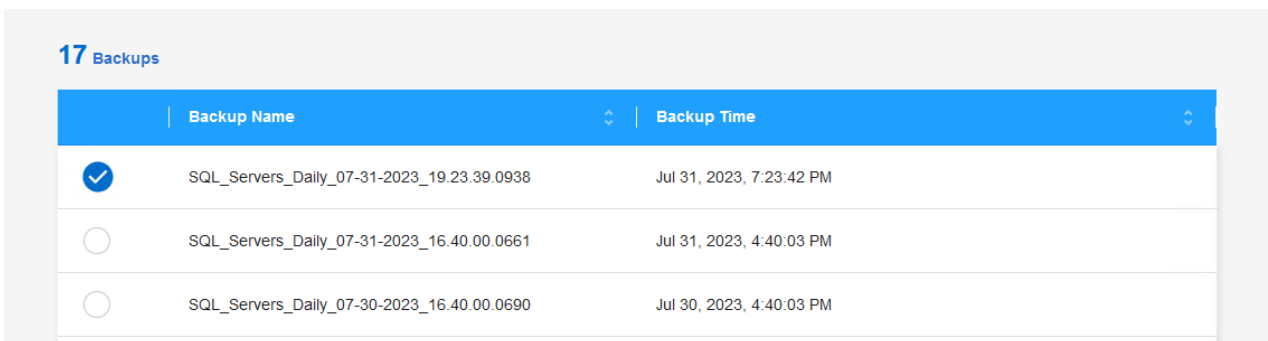 17 Backups
Backup Name Backup Time
SQL_Servers_Daily_07-31-2023_19.23.39.0938 Jul 31, 2023, 7:23:42 PM
SQL_Servers_Daily_07-31-2023_16.40.00.0661 Jul 31, 2023, 4:40:03 PM
SQL_Servers_Daily_07-30-2023_16.40.00.0690 Jul 30, 2023, 4:40:03 PM